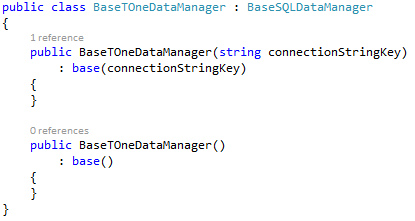 public class BaseTOneDataManager : BaseSQLDataManager
{
1 reference
public BaseTOneDataManager(string connectionStringKey)
: base(connectionStringKey)
{
}
0 references
public BaseTOneDataManager()
: base()
{
}
}